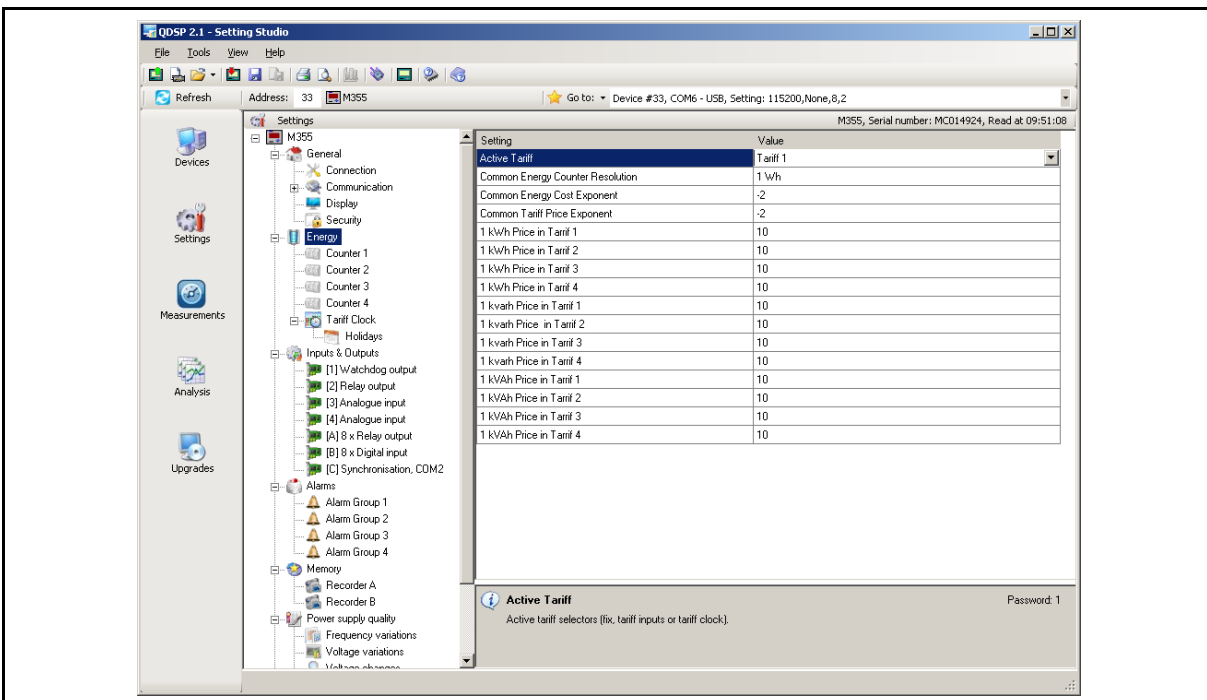 QDSP 2.1 - Setting Studio
File Tools View Help
Refresh Address: 33 M355 Go to: Device #33, COM6 - USB, Setting: 115200,None,8,2
Settings M355, Serial number: MC014924, Read at 09:51:08
Devices
Settings
Measurements
Analysis
Upgrades
M355
General
Connection
Communication
Display
Security
Energy
Counter 1
Counter 2
Counter 3
Counter 4
Tariff Clock
Holidays
Inputs & Outputs
[1] Watchdog output
[2] Relay output
[3] Analogue input
[4] Analogue input
[A] 8 x Relay output
[B] 8 x Digital input
[C] Synchronisation, COM2
Alarms
Alarm Group 1
Alarm Group 2
Alarm Group 3
Alarm Group 4
Memory
Recorder A
Recorder B
Power supply quality
Frequency variations
Voltage variations
Voltage changes
Setting Value
Active Tariff Tariff 1
Common Energy Counter Resolution 1 Wh
Common Energy Cost Exponent -2
Common Tariff Price Exponent -2
1 kWh Price in Tarrif 1 10
1 kWh Price in Tarrif 2 10
1 kWh Price in Tarrif 3 10
1 kWh Price in Tarrif 4 10
1 kvarh Price in Tarrif 1 10
1 kvarh Price in Tarrif 2 10
1 kvarh Price in Tarrif 3 10
1 kvarh Price in Tarrif 4 10
1 kVAh Price in Tarrif 1 10
1 kVAh Price in Tarrif 2 10
1 kVAh Price in Tarrif 3 10
1 kVAh Price in Tarrif 4 10
Active Tariff Password: 1
Active tariff selectors (fix, tariff inputs or tariff clock).